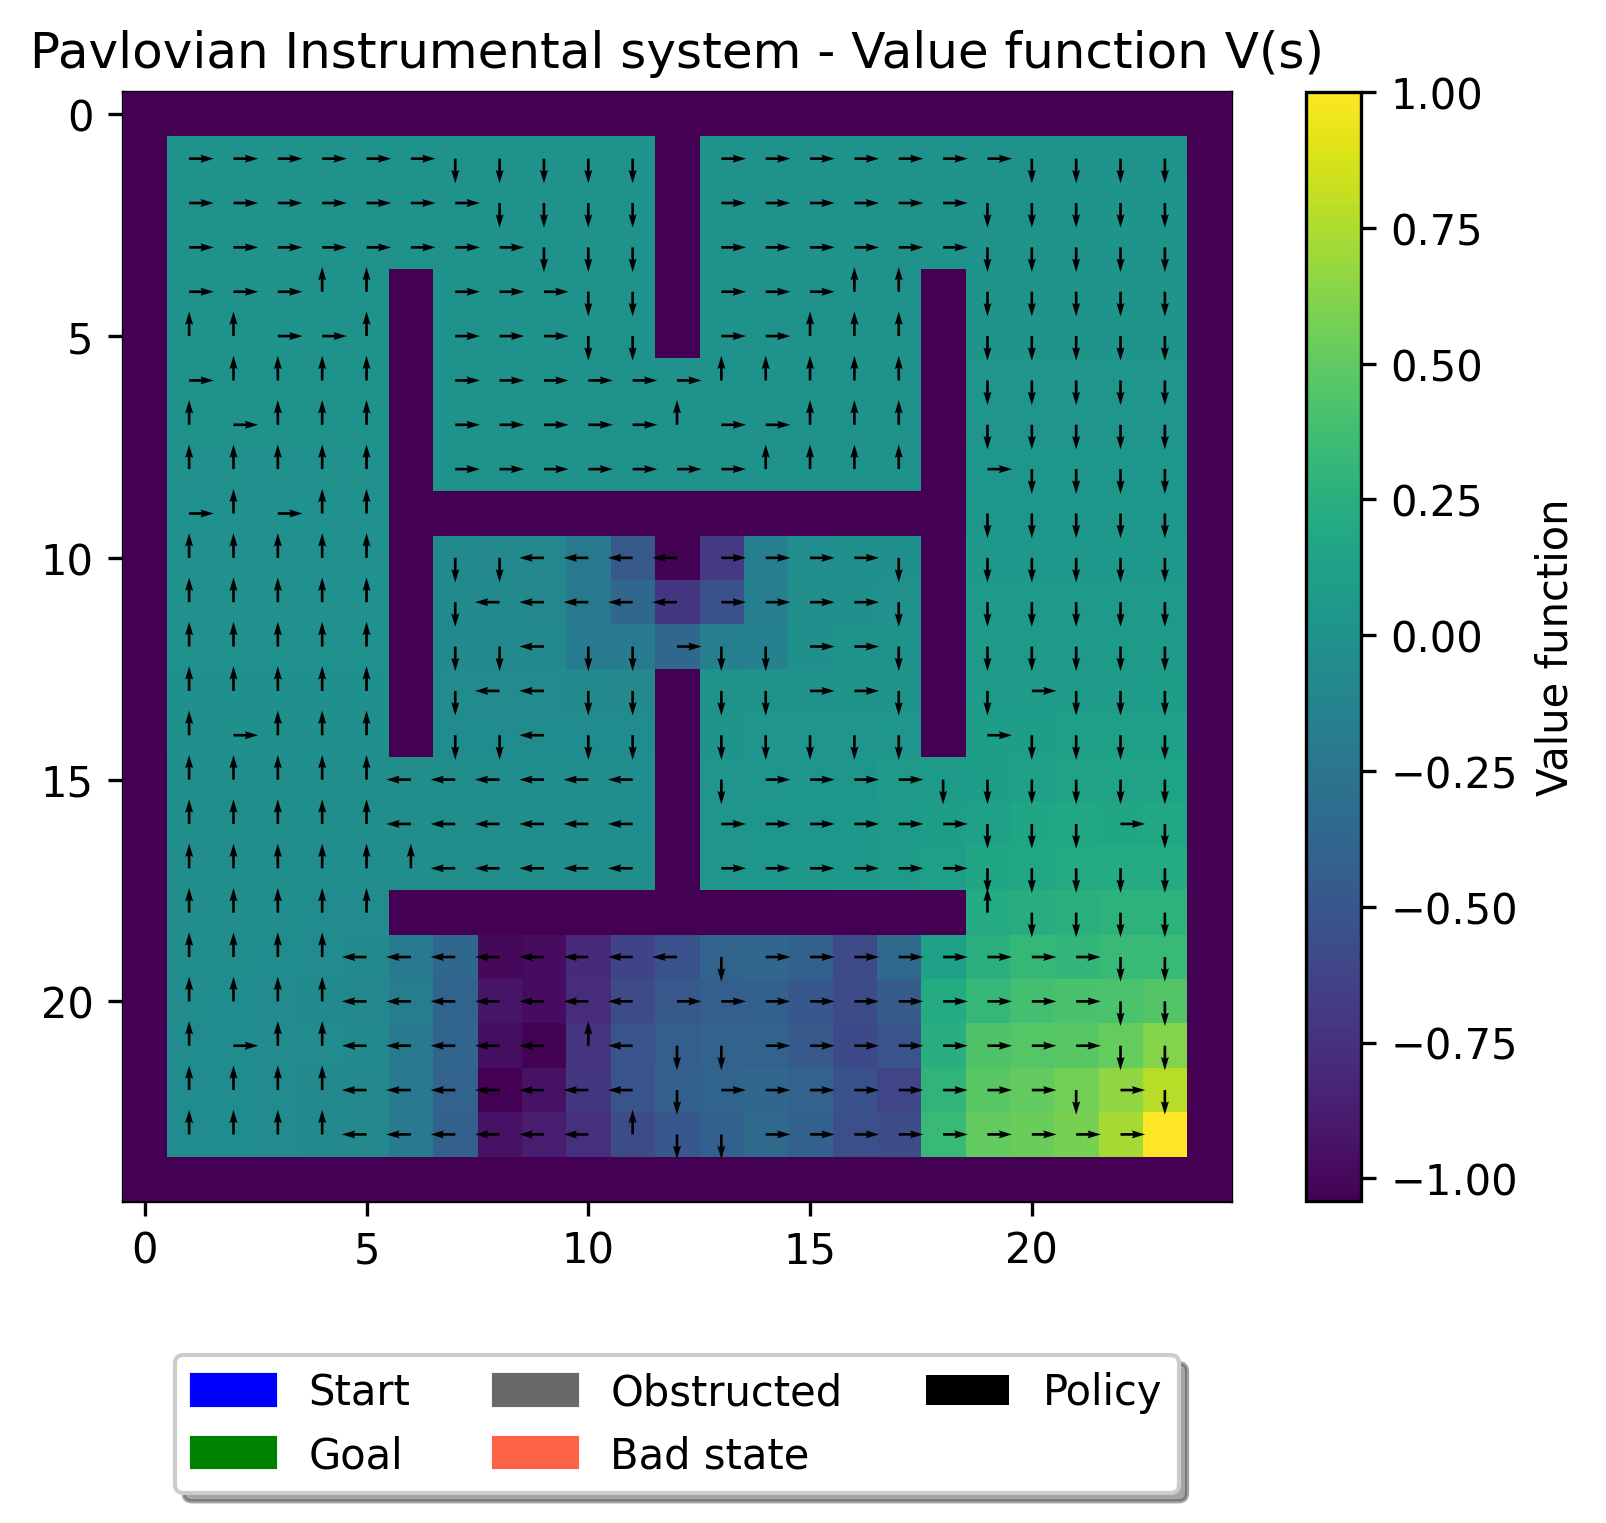 Pavlovian Instrumental system - Value function V(s)
0
5
10
15
20
0 5 10 15 20
1.00
0.75
0.50
0.25
0.00
−0.25
−0.50
−0.75
−1.00
Value function
Start Obstructed Policy
Goal Bad state